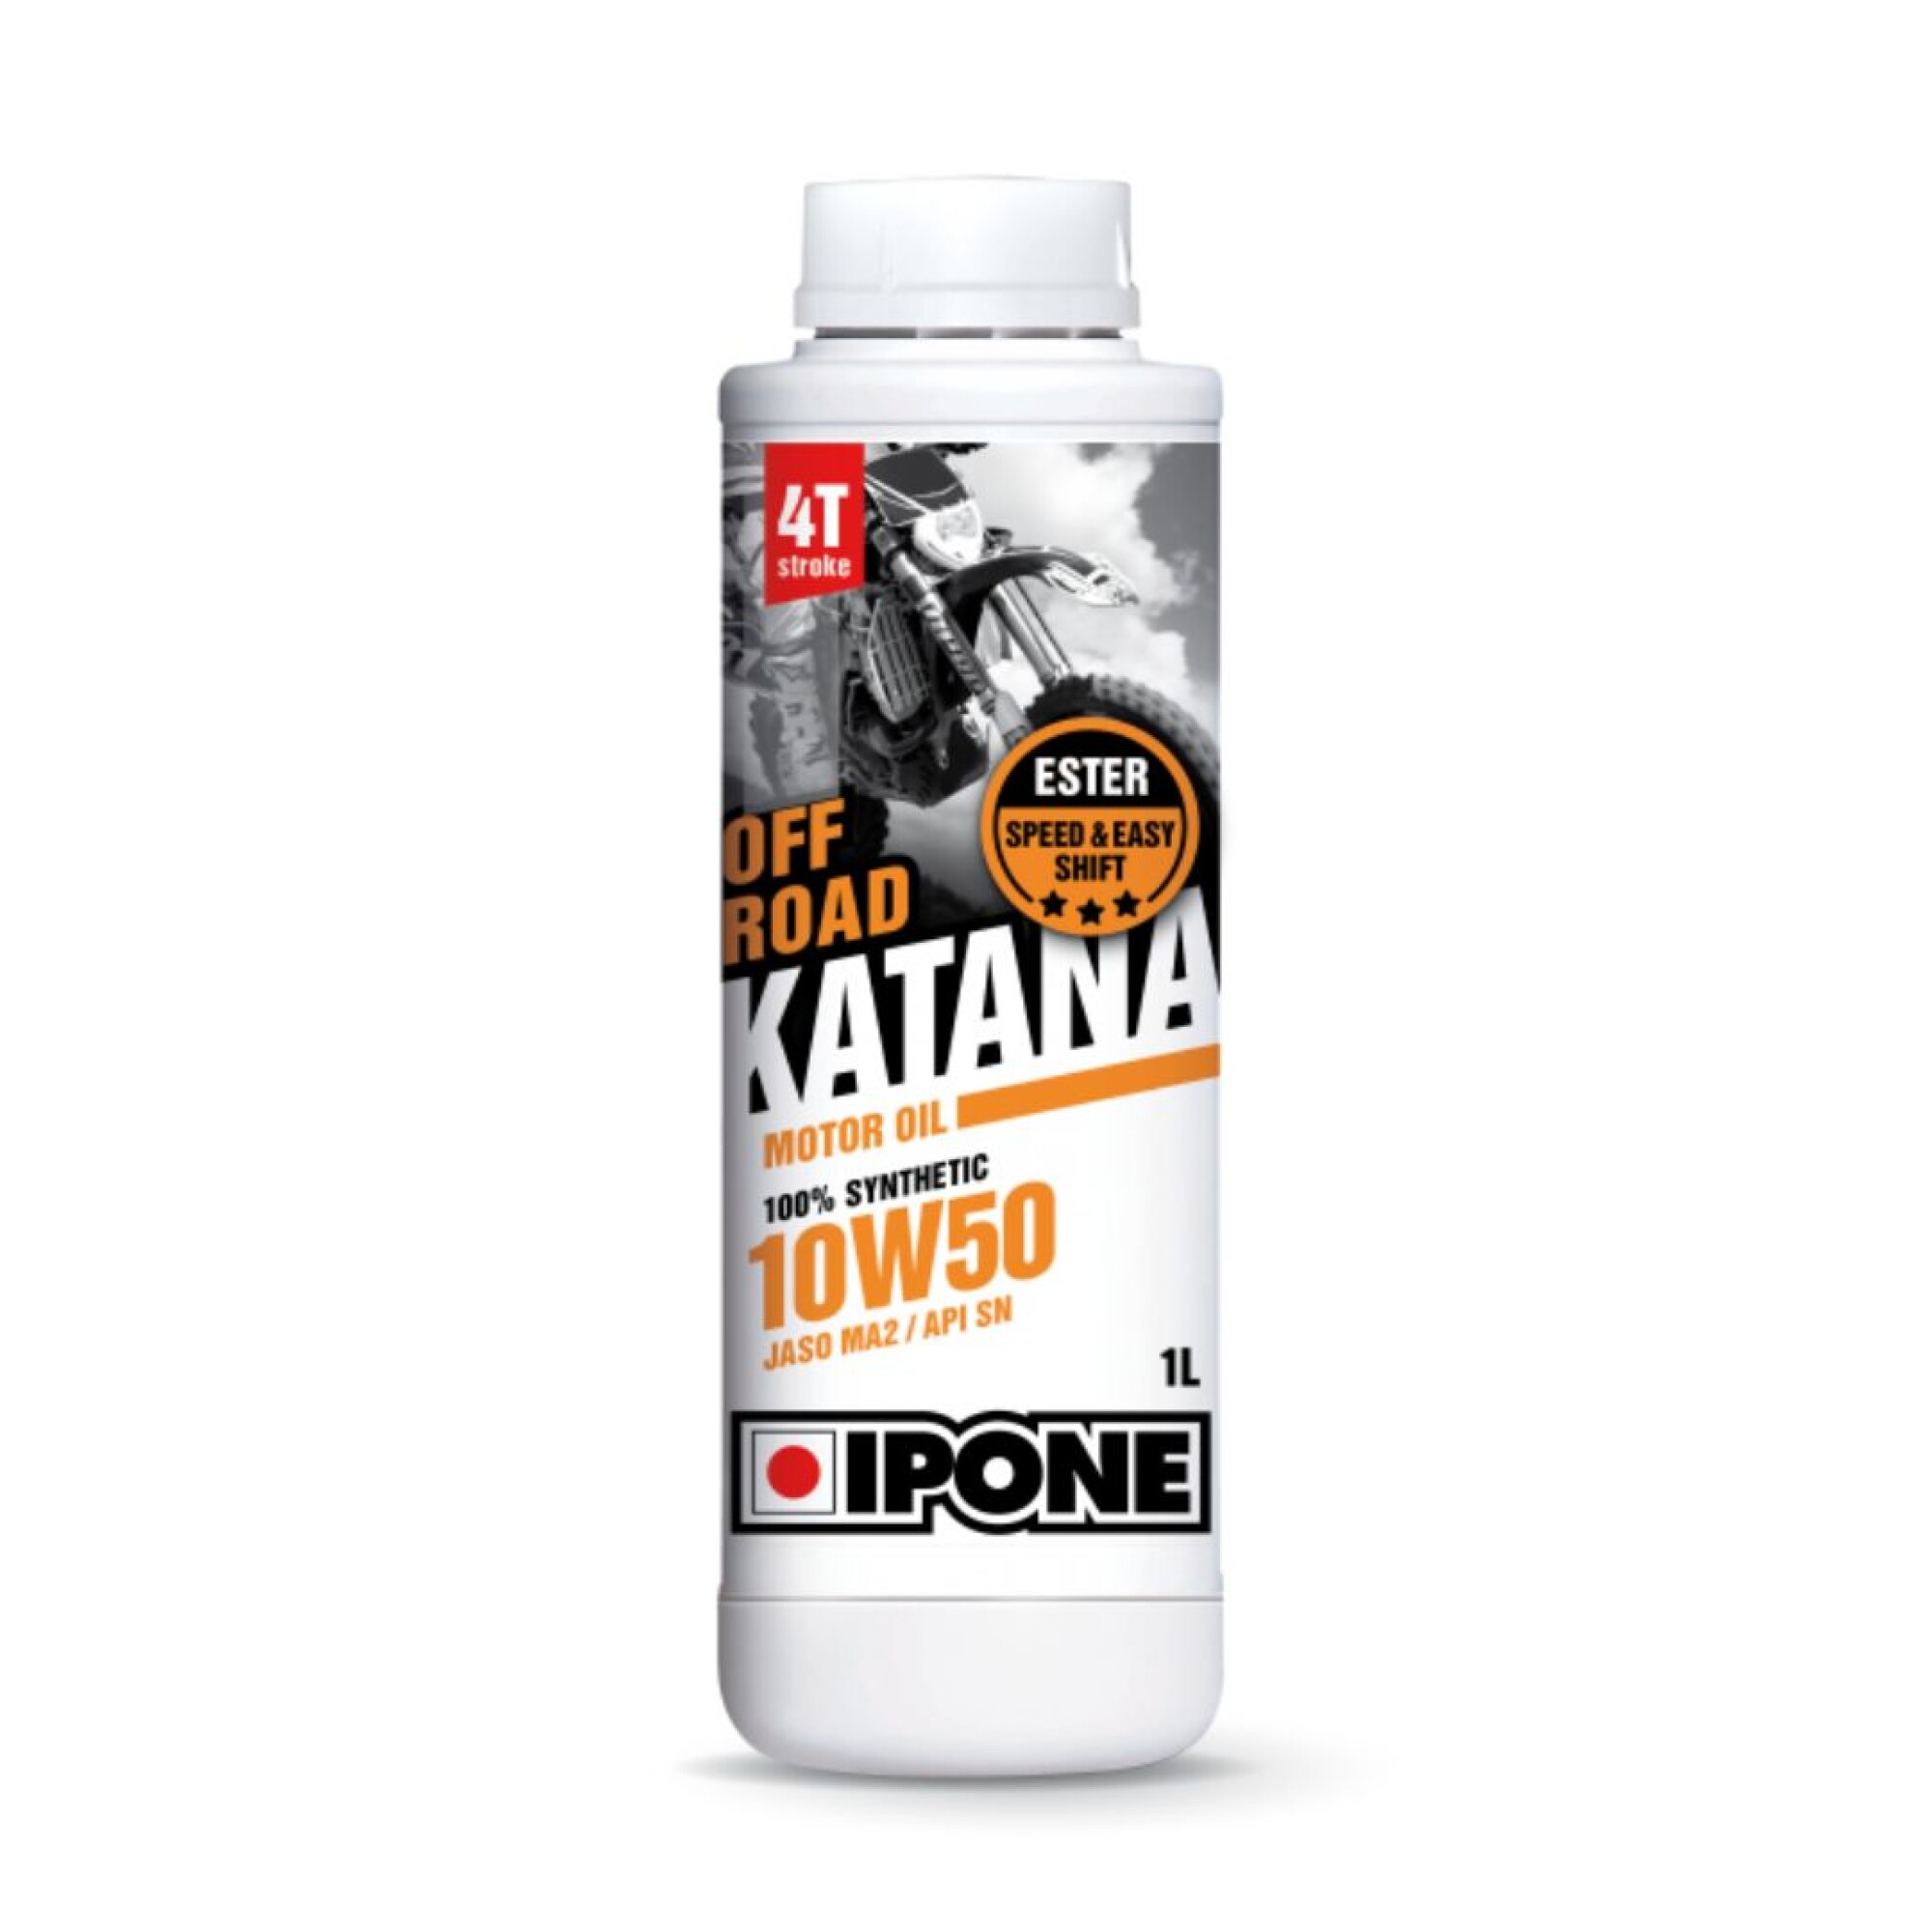 4T
stroke
ESTER
SPEED & EASY
SHIFT
OFF
ROAD
KATANA
MOTOR OIL
100% SYNTHETIC
10W50
JASO MA2 / API SN
1L
IPONE